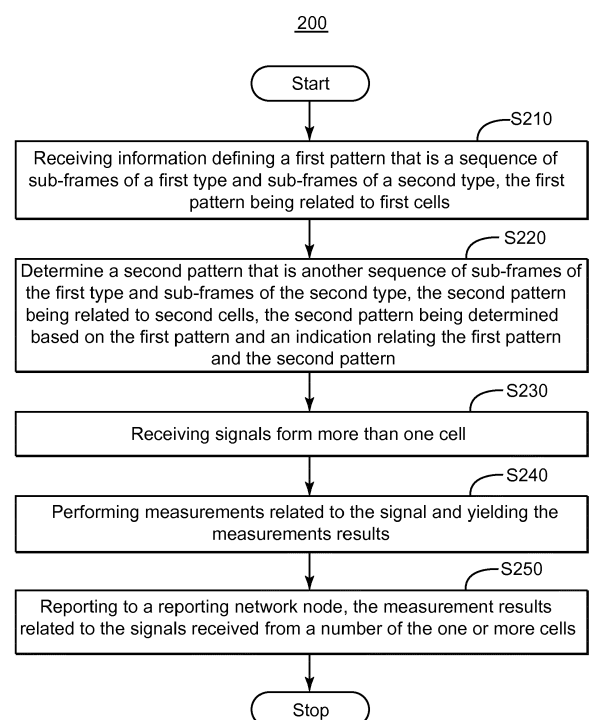 200
Start
S210
Receiving information defining a first pattern that is a sequence of
sub-frames of a first type and sub-frames of a second type, the first
pattern being related to first cells
S220
Determine a second pattern that is another sequence of sub-frames of
the first type and sub-frames of the second type, the second pattern
being related to second cells, the second pattern being determined
based on the first pattern and an indication relating the first pattern
and the second pattern
S230
Receiving signals form more than one cell
S240
Performing measurements related to the signal and yielding the
measurements results
S250
Reporting to a reporting network node, the measurement results
related to the signals received from a number of the one or more cells
Stop